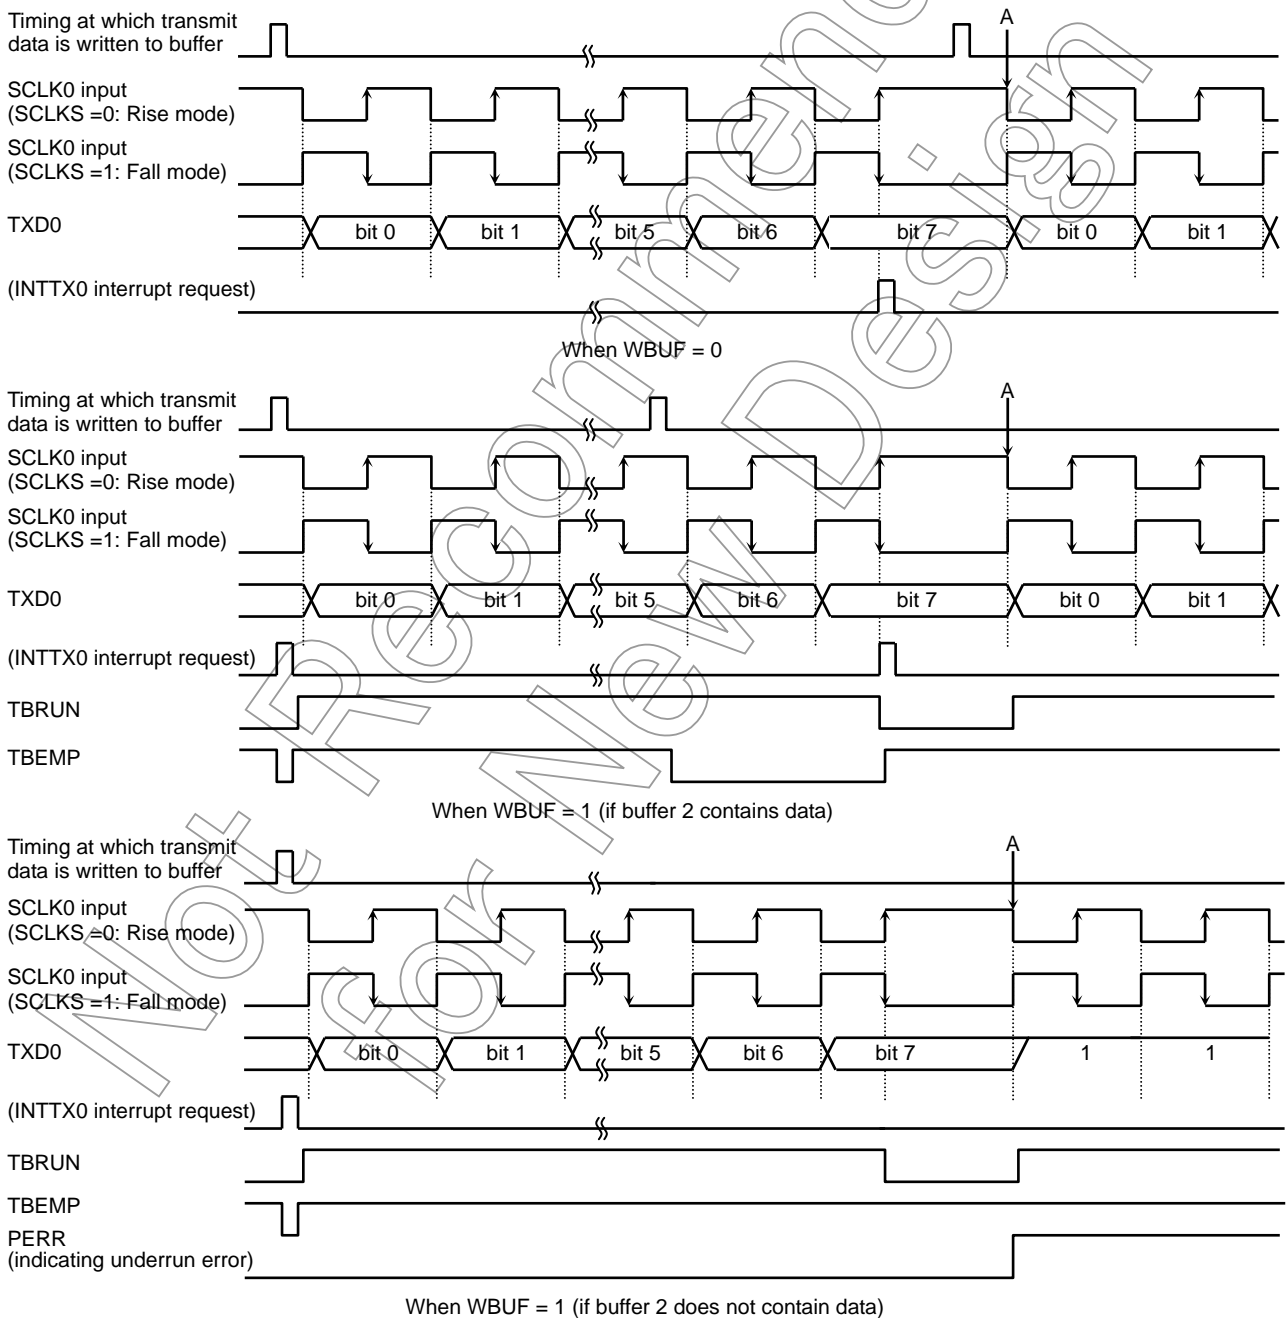 Timing at which transmit
data is written to buffer
A
SCLK0 input
(SCLKS =0: Rise mode)
SCLK0 input
(SCLKS =1: Fall mode)
TXD0
bit 0
bit 1
bit 5
bit 6
bit 7
bit 0
bit 1
(INTTX0 interrupt request)
When WBUF = 0
Timing at which transmit
data is written to buffer
A
SCLK0 input
(SCLKS =0: Rise mode)
SCLK0 input
(SCLKS =1: Fall mode)
TXD0
bit 0
bit 1
bit 5
bit 6
bit 7
bit 0
bit 1
(INTTX0 interrupt request)
TBRUN
TBEMP
When WBUF = 1 (if buffer 2 contains data)
Timing at which transmit
data is written to buffer
A
SCLK0 input
(SCLKS =0: Rise mode)
SCLK0 input
(SCLKS =1: Fall mode)
TXD0
bit 0
bit 1
bit 5
bit 6
bit 7
1
1
(INTTX0 interrupt request)
TBRUN
TBEMP
PERR
(indicating underrun error)
When WBUF = 1 (if buffer 2 does not contain data)
Not Recommen
for New Design